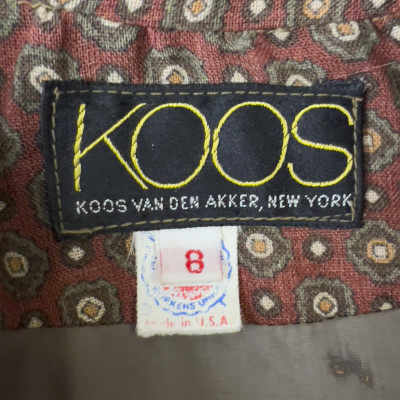 KOOS
KOOS VAN DEN AKKER, NEW YORK
8
Made in U.S.A.